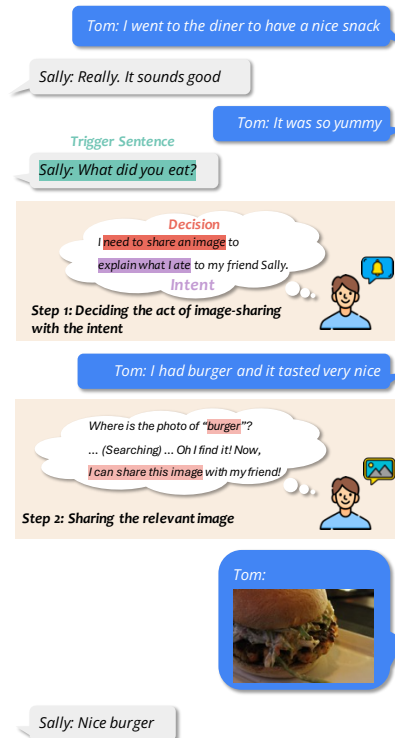 Tom: I went to the diner to have a nice snack
Sally: Really. It sounds good
Tom: It was so yummy
Trigger Sentence
Sally: What did you eat?
Decision
I need to share an image to
explain what I ate to my friend Sally.
Intent
Step 1: Deciding the act of image-sharing
with the intent
Tom: I had burger and it tasted very nice
Where is the photo of “burger”?
... (Searching) ... Oh I find it! Now,
I can share this image with my friend!
Step 2: Sharing the relevant image
Tom:
Sally: Nice burger